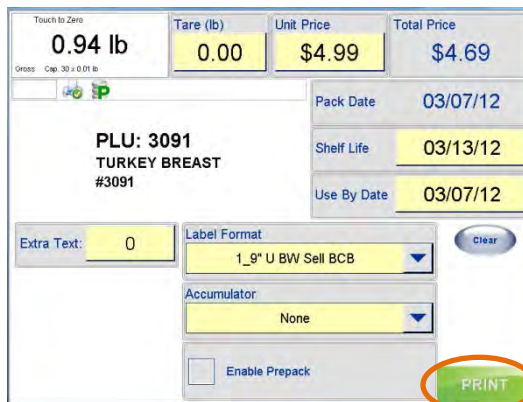 Touch to Zero
0.94 lb
Gross Cap. 30 x 0.01 lb
Tare (lb)
0.00
Unit Price
$4.99
Total Price
$4.69
P
Pack Date
03/07/12
PLU: 3091
TURKEY BREAST
#3091
Shelf Life
03/13/12
Use By Date
03/07/12
Extra Text:
0
Label Format
1_9" U BW Sell BCB
Clear
Accumulator
None
Enable Prepack
PRINT